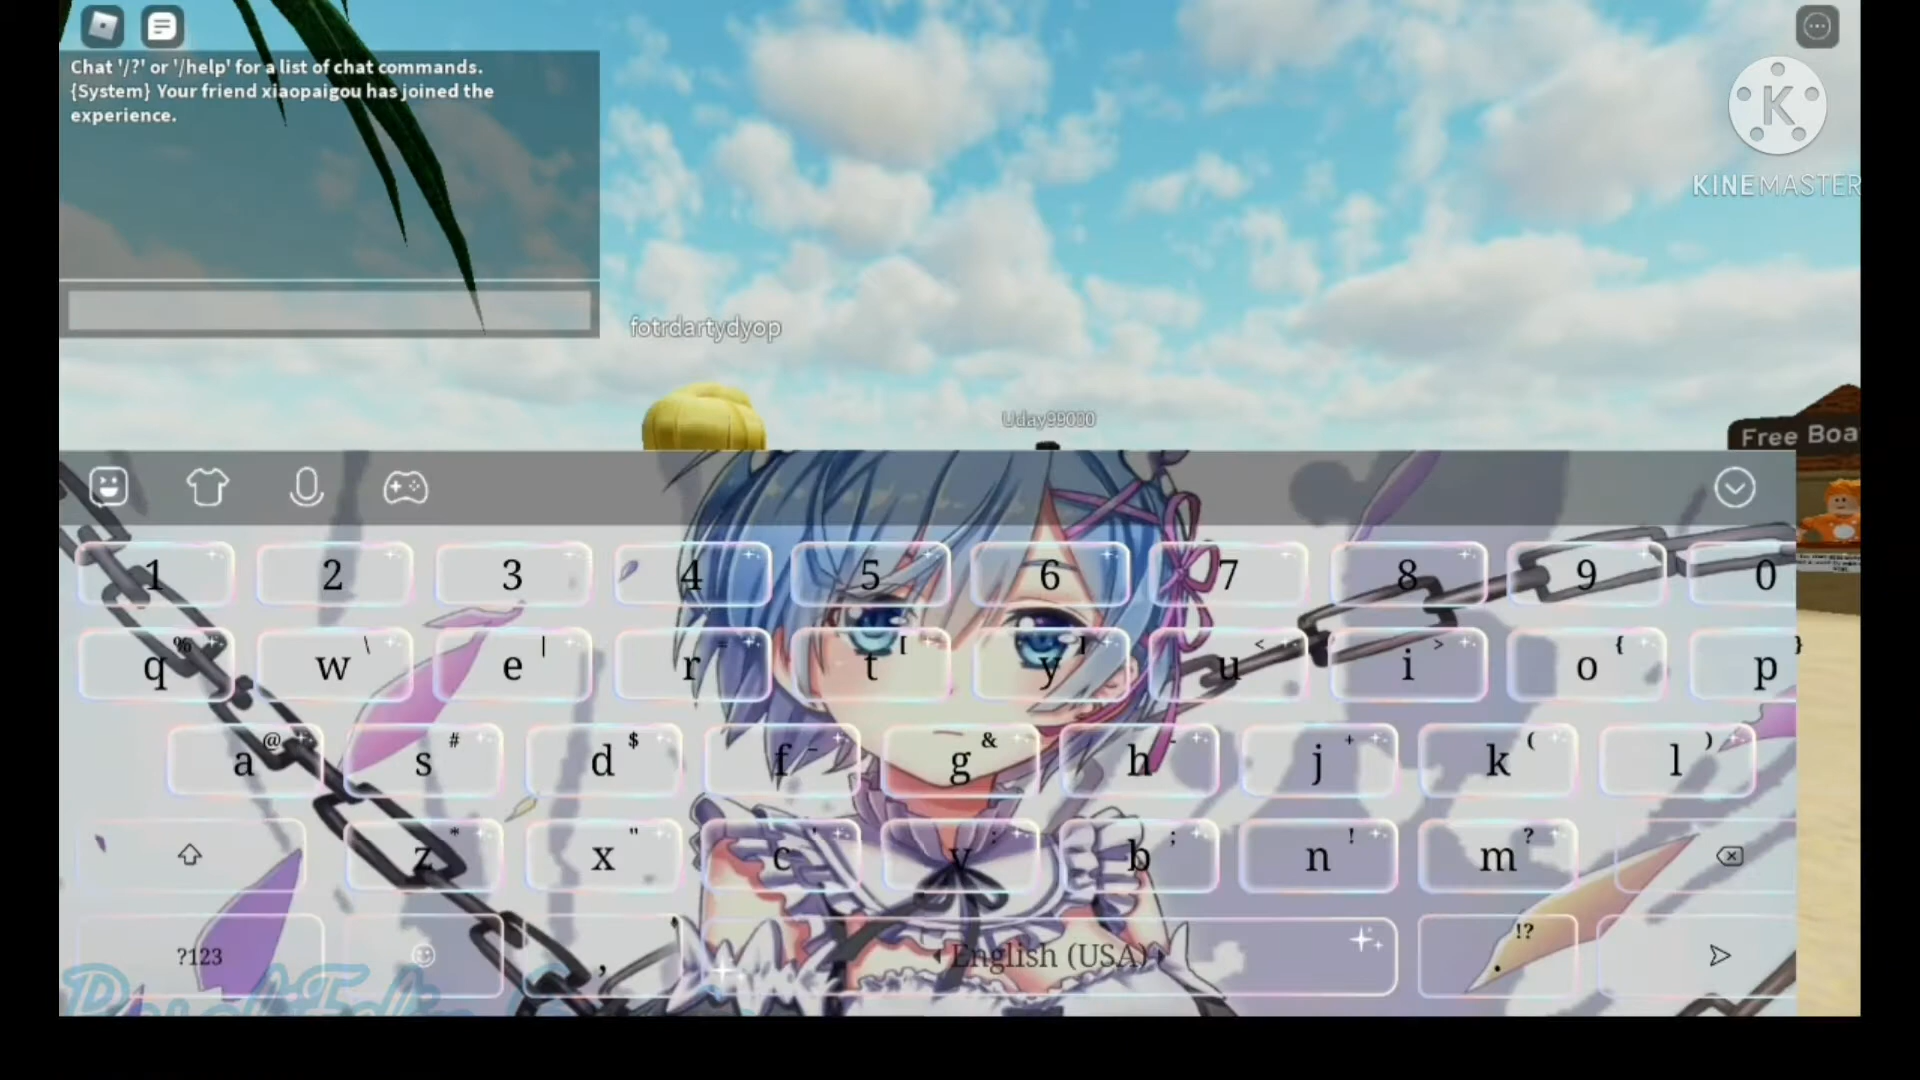 Chat '/?' or '/help' for a list of chat commands.
{System} Your friend xiaopaigou has joined the
experience.
K
KINEMASTER
fotrdartydyop
Uday99000
Free Boa
1 2 3 4 5 6 7 8 9 0
q % w \ e | r = t [ y ] u < i > o { p }
a @ s # d $ f _ g & h - j + k ( l )
z * x " c ' v : b ; n ! m ?
?123 , English (USA) . !?